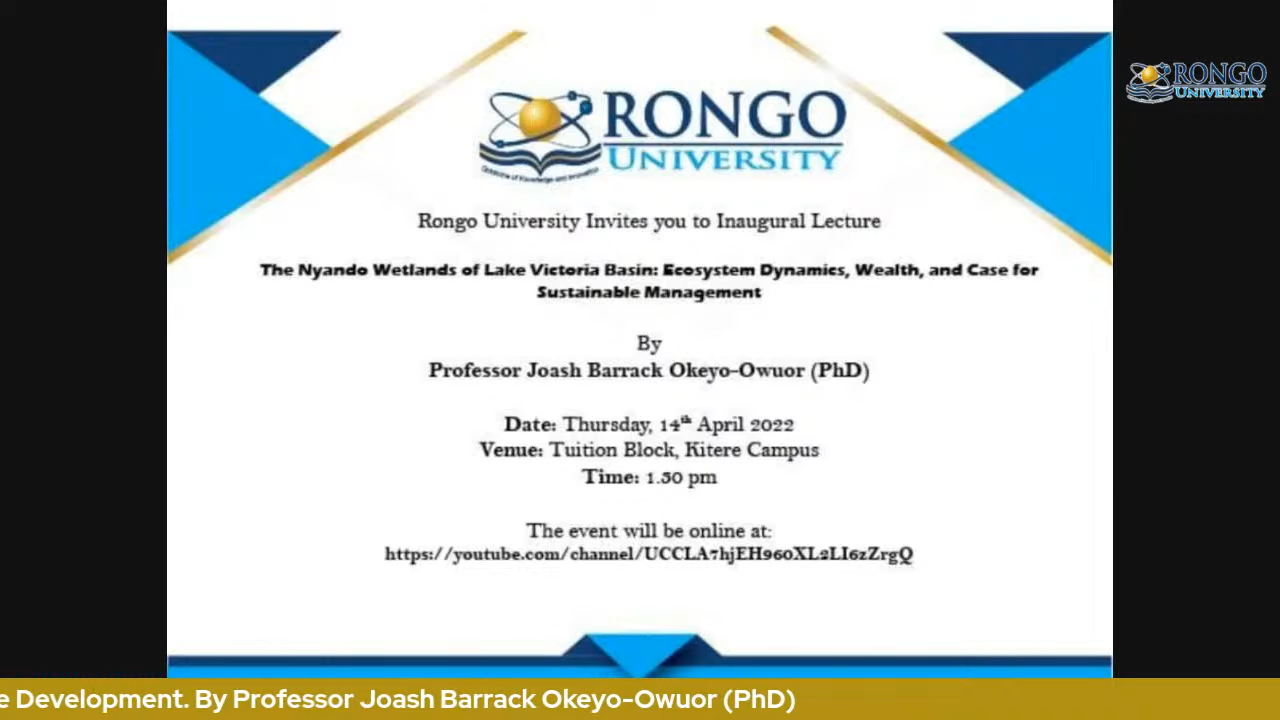 RONGO
UNIVERSITY
RONGO
UNIVERSITY
Rongo University Invites you to Inaugural Lecture
The Nyando Wetlands of Lake Victoria Basin: Ecosystem Dynamics, Wealth, and Case for
Sustainable Management
By
Professor Joash Barrack Okeyo-Owuor (PhD)
Date: Thursday, 14th April 2022
Venue: Tuition Block, Kitere Campus
Time: 1.30 pm
The event will be online at:
https://youtube.com/channel/UCCLA7hjEH960XL2LI6zZrgQ
e Development. By Professor Joash Barrack Okeyo-Owuor (PhD)